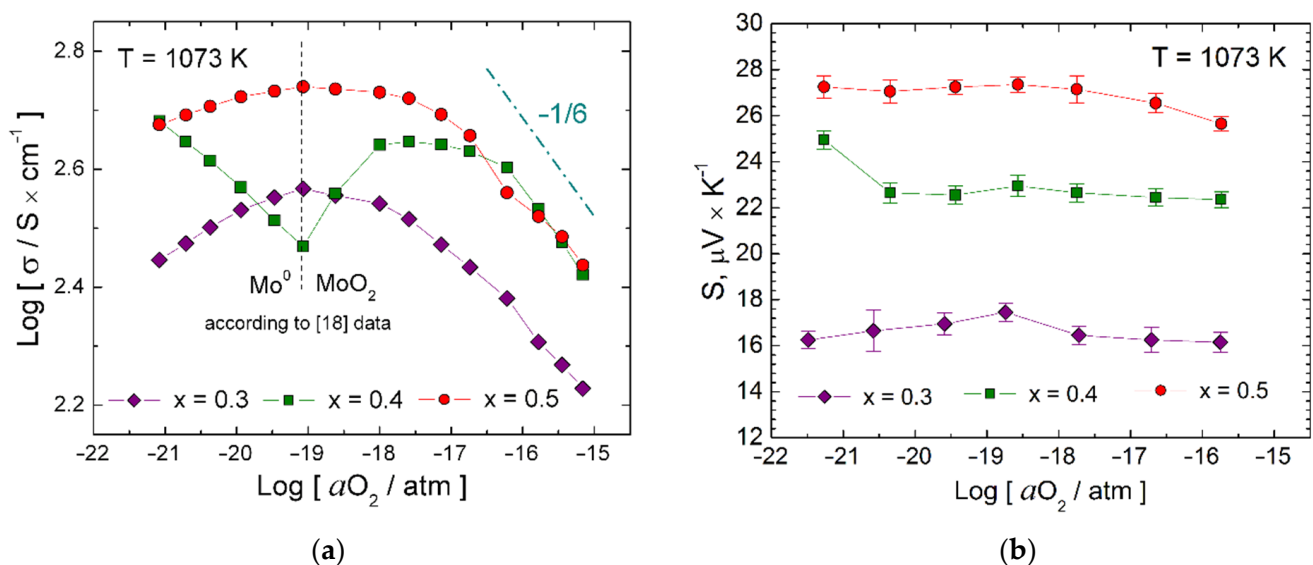 2.8
2.6
2.4
2.2
Log [ σ / S × cm⁻¹ ]
T = 1073 K
−1/6
Mo⁰ MoO₂
according to [18] data
x = 0.3 x = 0.4 x = 0.5
−22 −21 −20 −19 −18 −17 −16 −15
Log [ aO₂ / atm ]
(a)
30
28
26
24
22
20
18
16
14
12
S, μV × K⁻¹
T = 1073 K
x = 0.3 x = 0.4 x = 0.5
−22 −21 −20 −19 −18 −17 −16 −15
Log [ aO₂ / atm ]
(b)